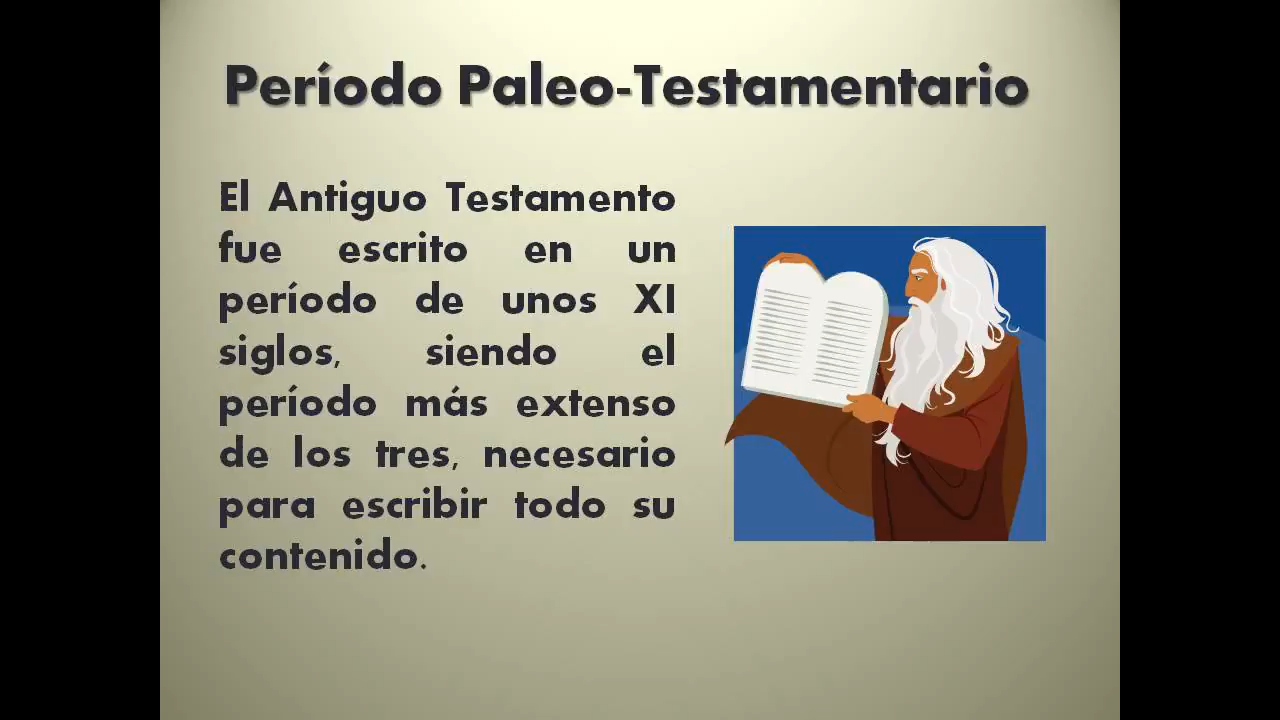 Período Paleo-Testamentario
El Antiguo Testamento
fue escrito en un
período de unos XI
siglos, siendo el
período más extenso
de los tres, necesario
para escribir todo su
contenido.